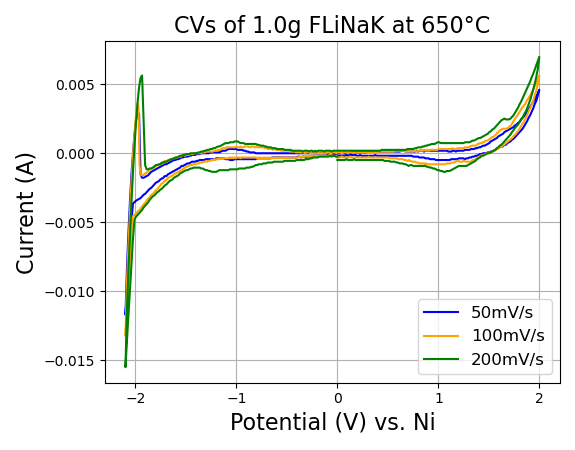 CVs of 1.0g FLiNaK at 650°C
Current (A)
0.005
0.000
−0.005
−0.010
−0.015
50mV/s
100mV/s
200mV/s
−2
−1
0
1
2
Potential (V) vs. Ni